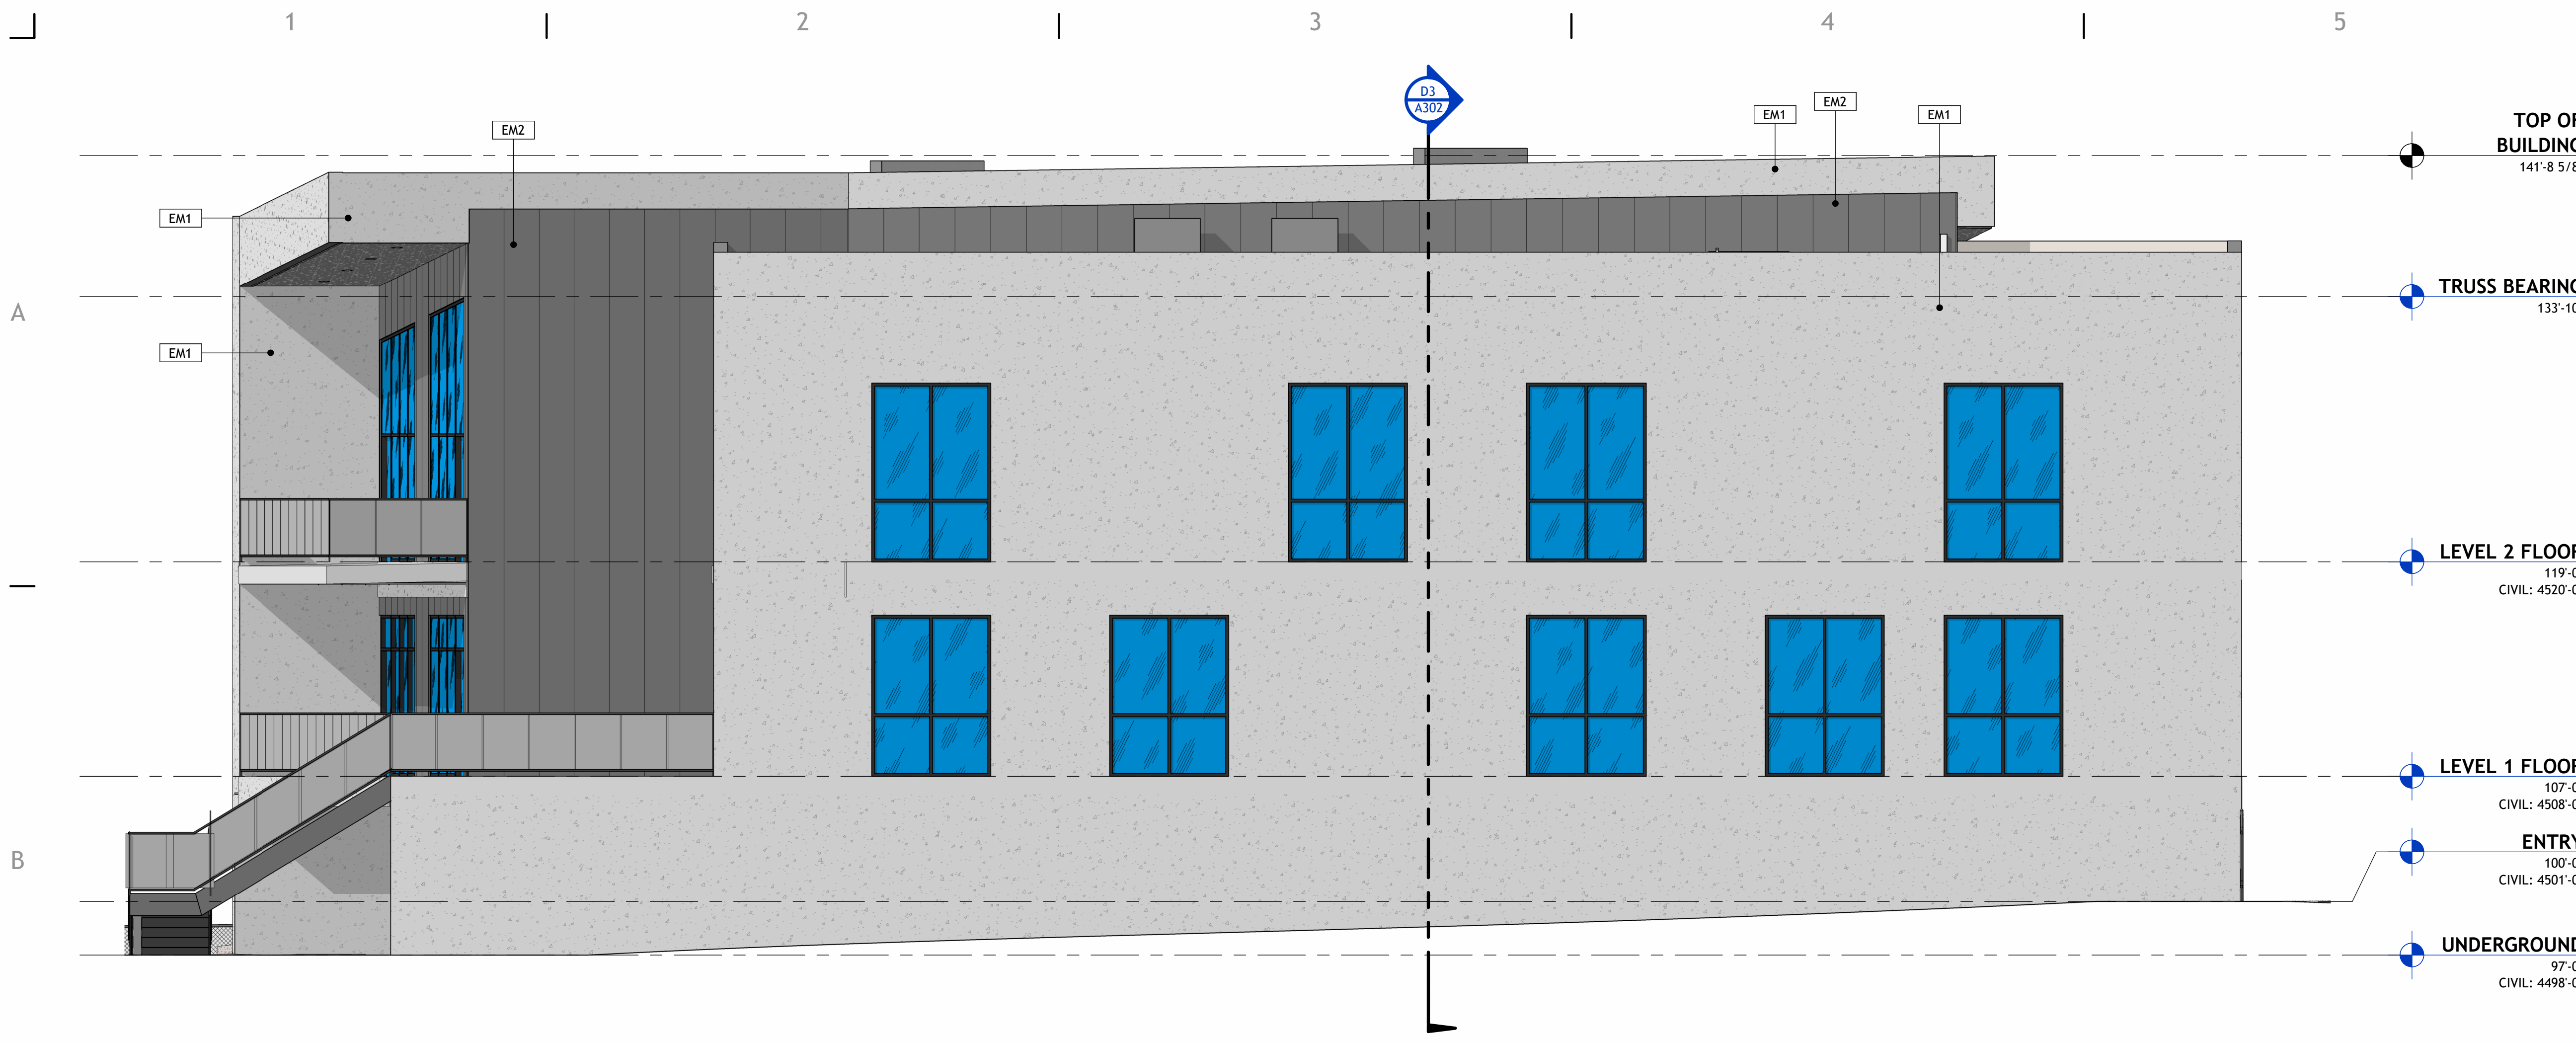 1 2 3 4 5
D3
A302
EM2
EM1
EM2
EM1
EM1
EM1
A
B
TOP OF
BUILDING
141'-8 5/8
TRUSS BEARING
133'-10
LEVEL 2 FLOOR
119'-0
CIVIL: 4520'-0
LEVEL 1 FLOOR
107'-0
CIVIL: 4508'-0
ENTRY
100'-0
CIVIL: 4501'-0
UNDERGROUND
97'-0
CIVIL: 4498'-0